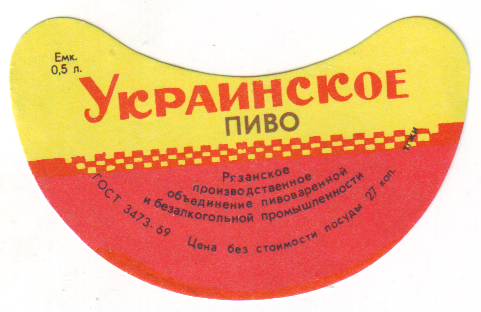 Емк.
0,5 л.
УКРАИНСКОЕ
ПИВО
Рязанское
производственное
объединение пивоваренной
и безалкогольной промышленности
ГОСТ 3473-69 Цена без стоимости посуды 27 коп.